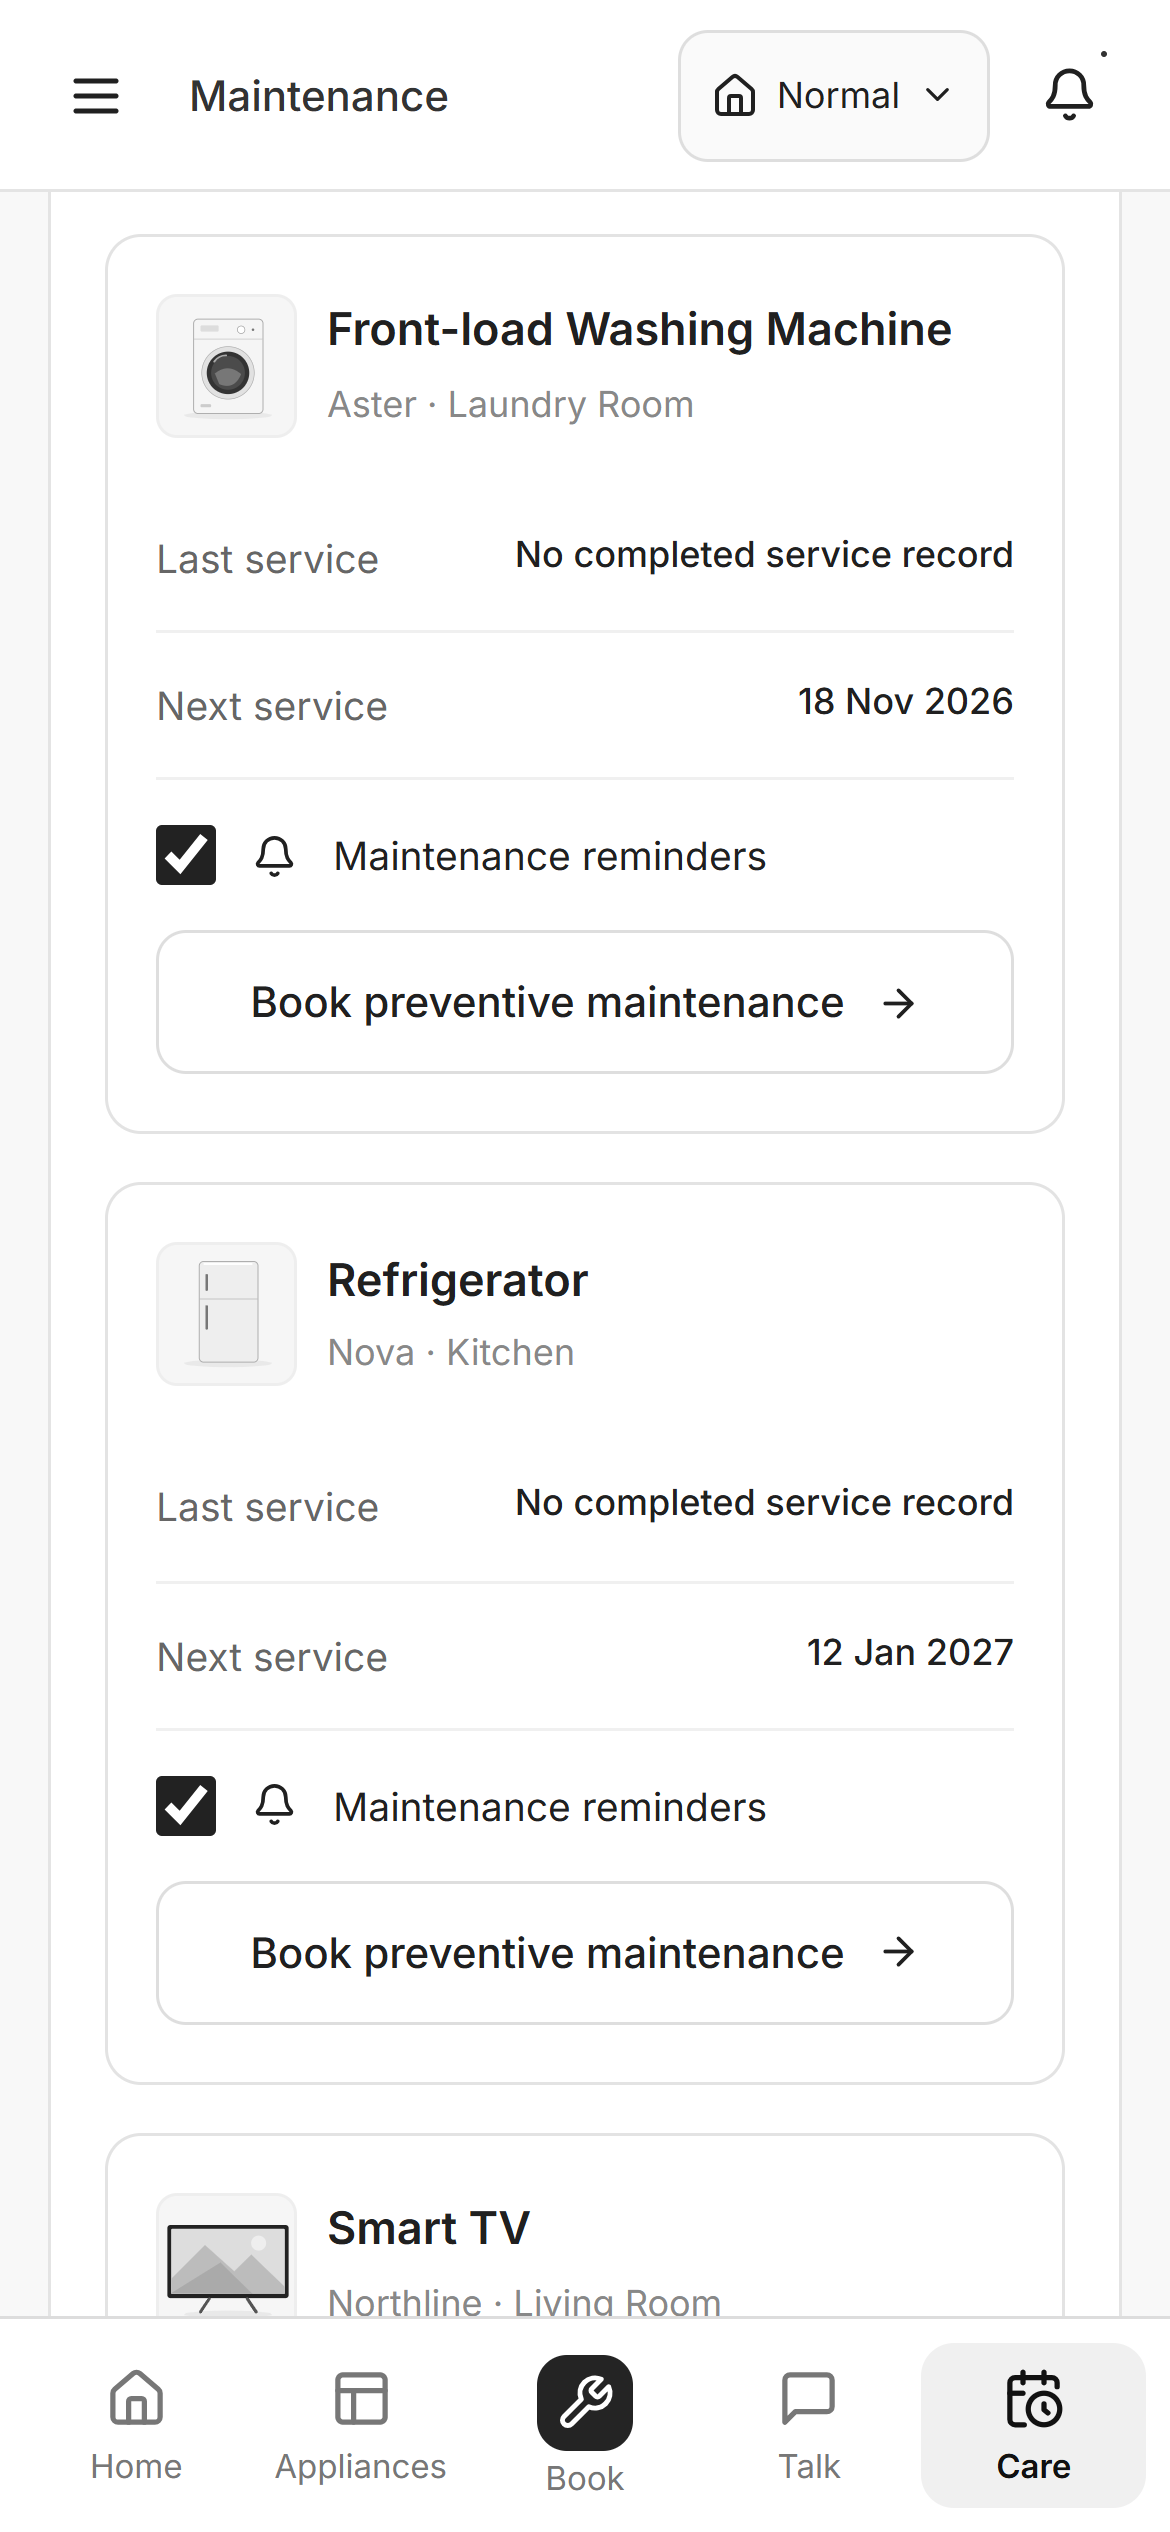 Maintenance
Normal
Front-load Washing Machine
Aster · Laundry Room
Last service
No completed service record
Next service
18 Nov 2026
Maintenance reminders
Book preventive maintenance
Refrigerator
Nova · Kitchen
Last service
No completed service record
Next service
12 Jan 2027
Maintenance reminders
Book preventive maintenance
Smart TV
Northline · Living Room
Home
Appliances
Book
Talk
Care